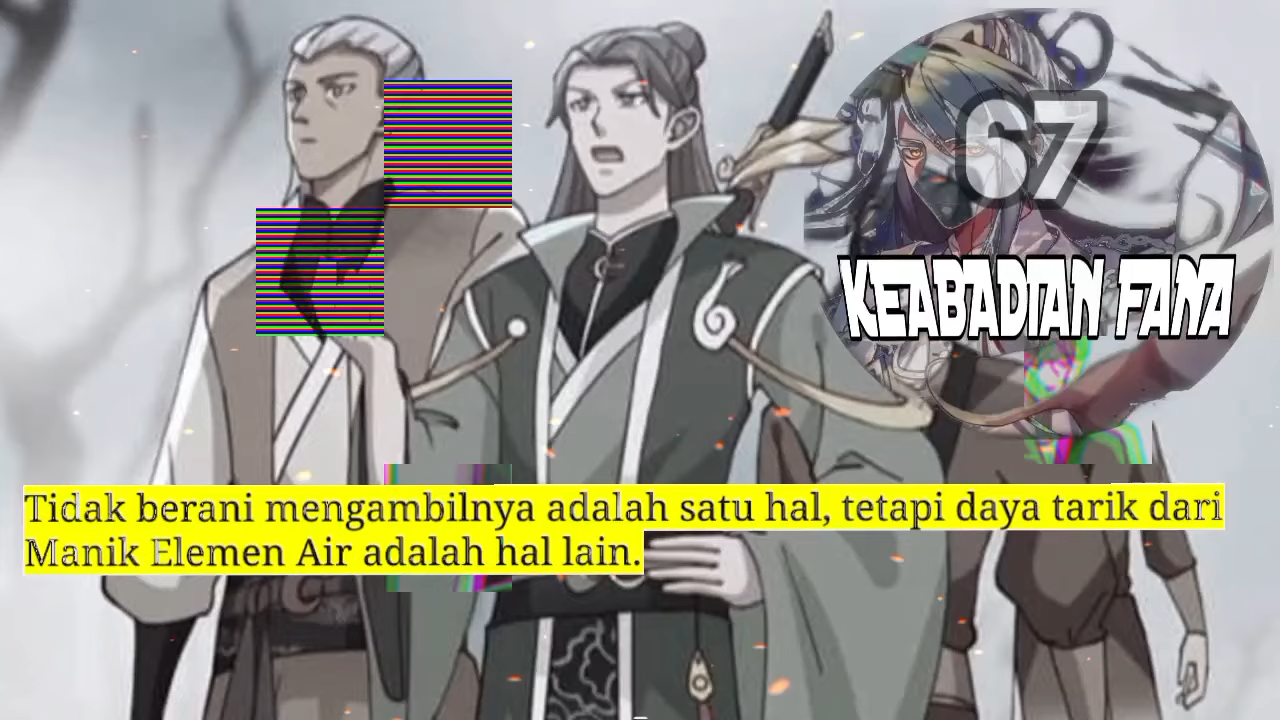 67
KEABADIAN FANA
Tidak berani mengambilnya adalah satu hal, tetapi daya tarik dari
Manik Elemen Air adalah hal lain.